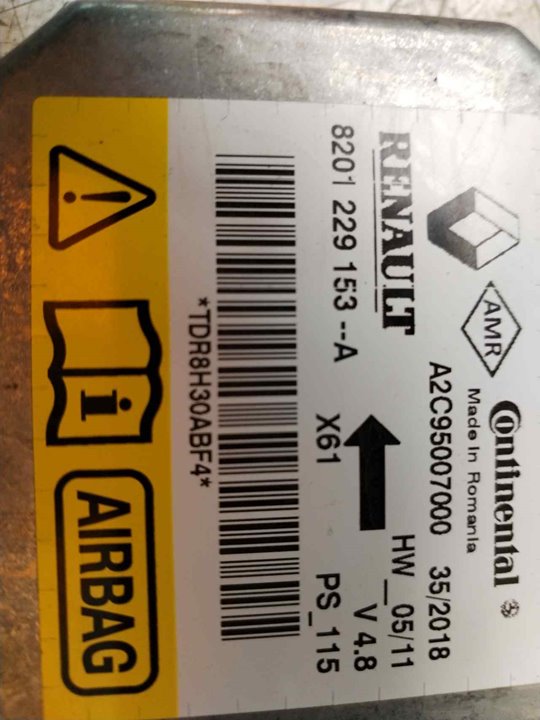 Continental
Made In Romania
AMR
A2C95007000 35/2018
RENAULT
HW_05/11
V 4.8
8201 229 153 --A X61 PS_115
*TDR8H30ABF4*
i
AIRBAG